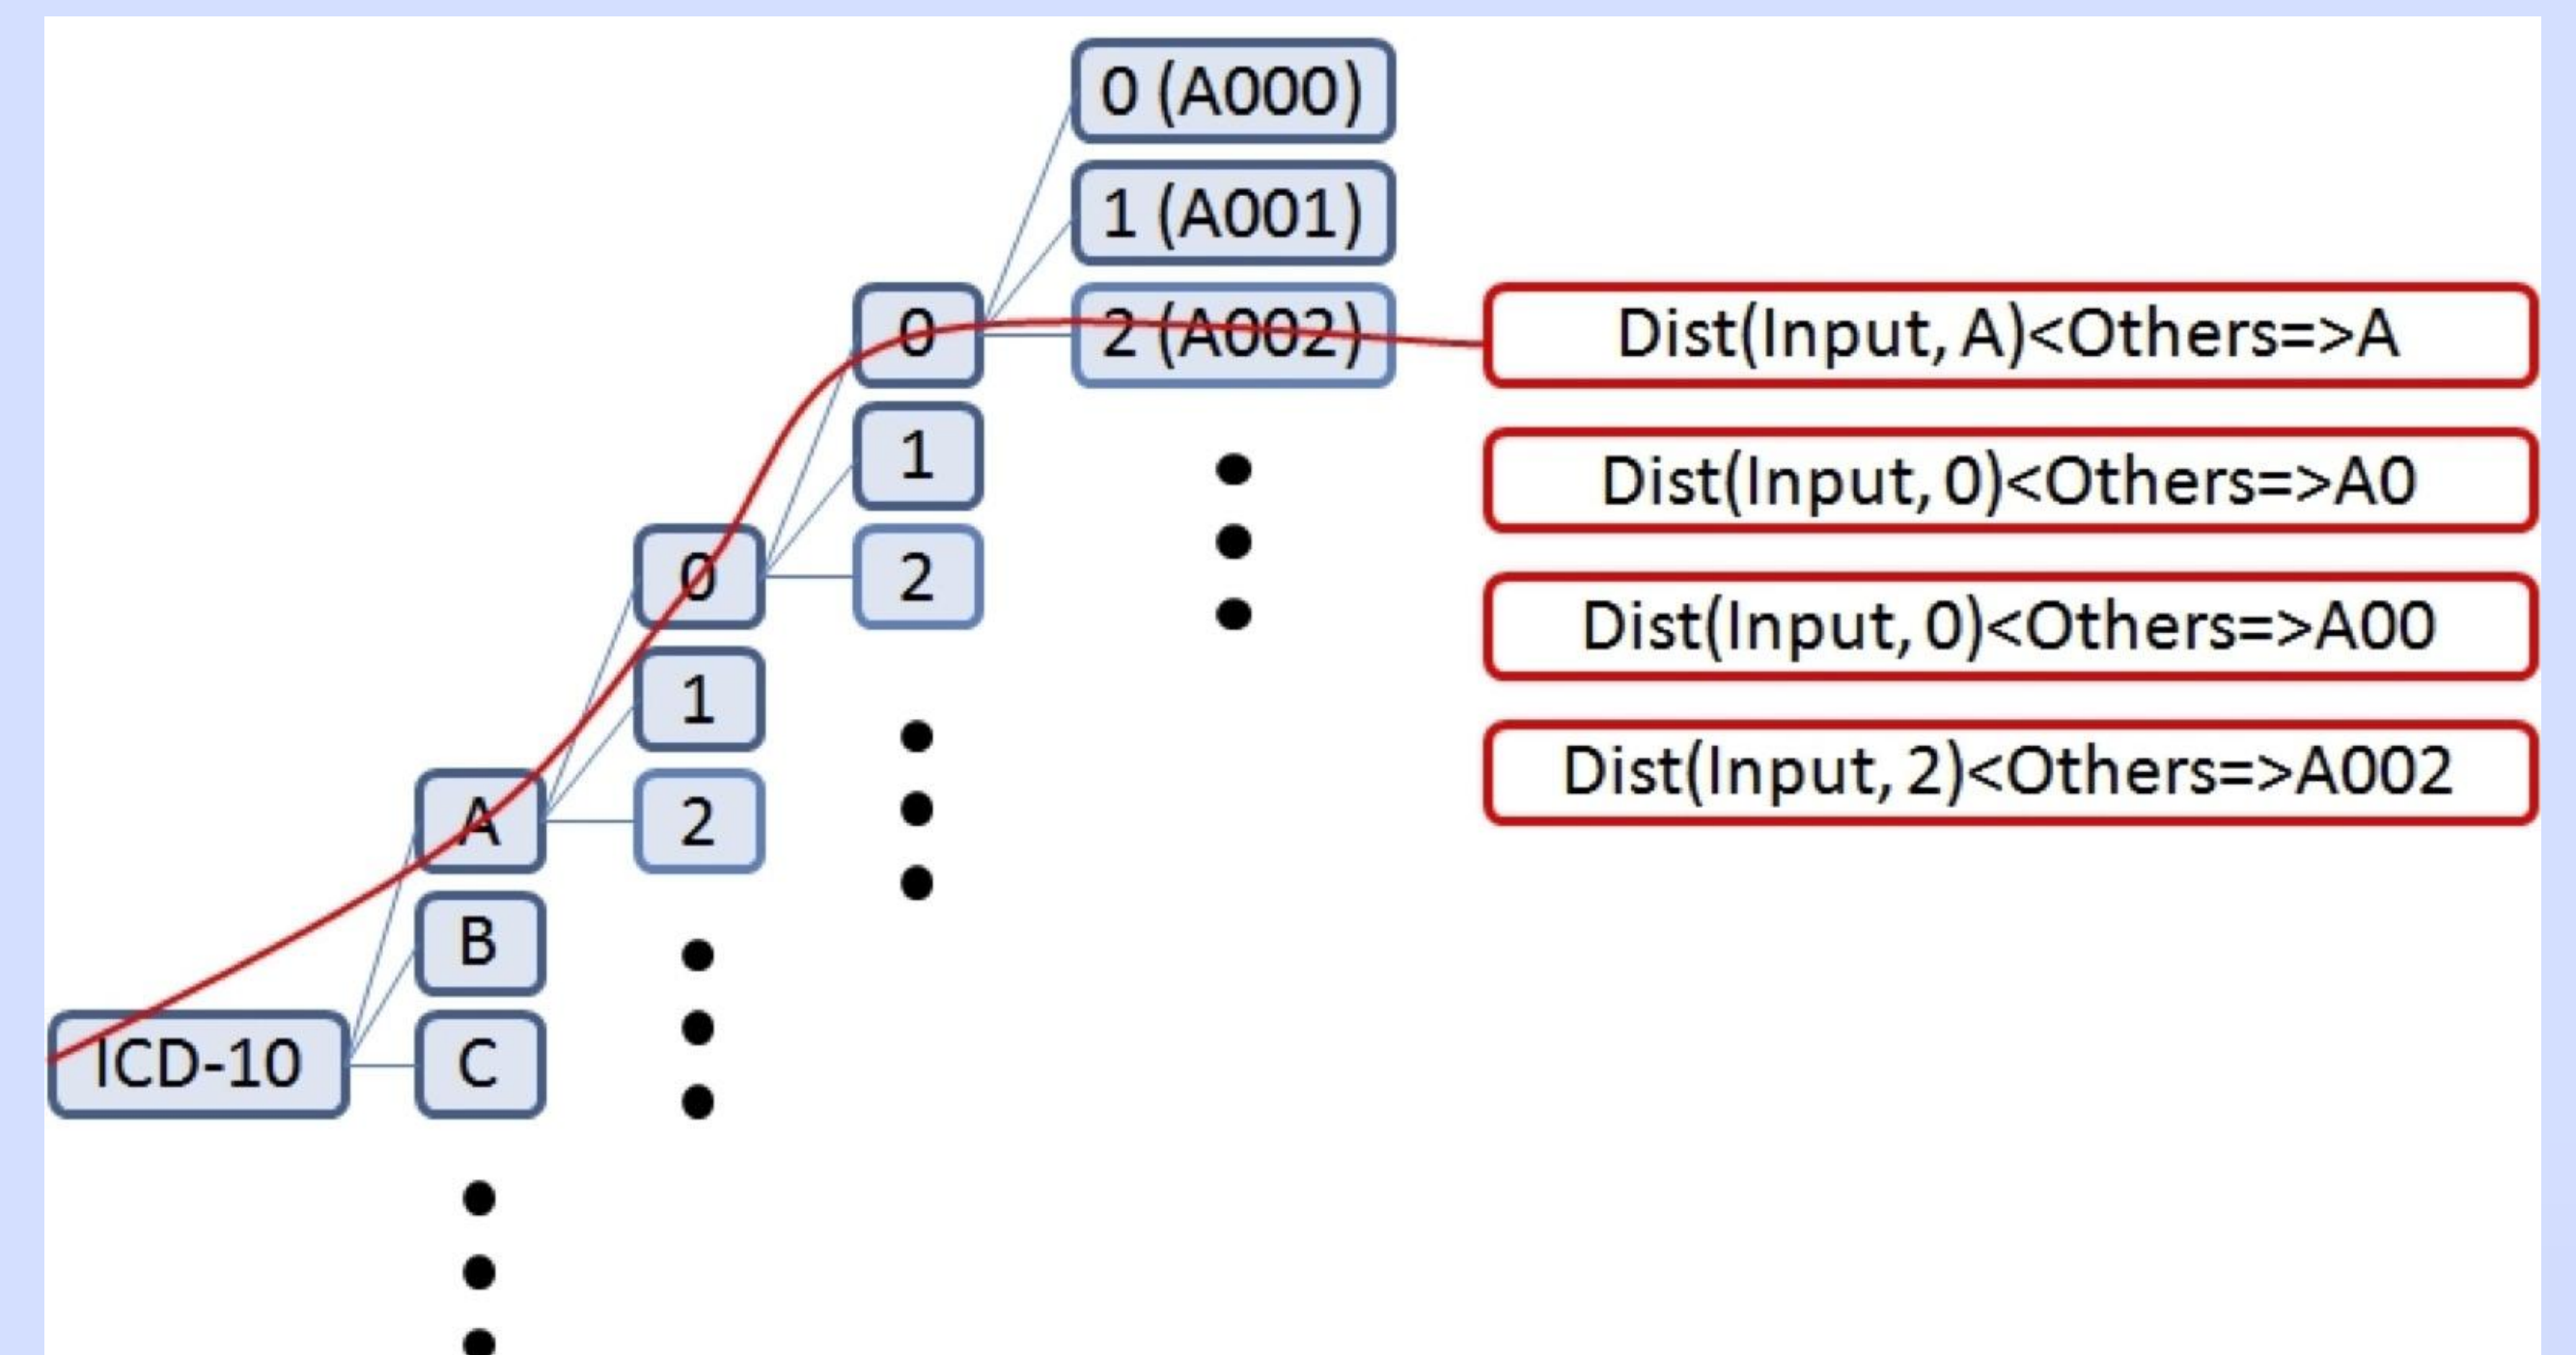 0 (A000)
1 (A001)
0
2 (A002)
Dist(Input, A)<Others=>A
1
Dist(Input, 0)<Others=>A0
0
2
Dist(Input, 0)<Others=>A00
1
A
2
Dist(Input, 2)<Others=>A002
B
ICD-10
C